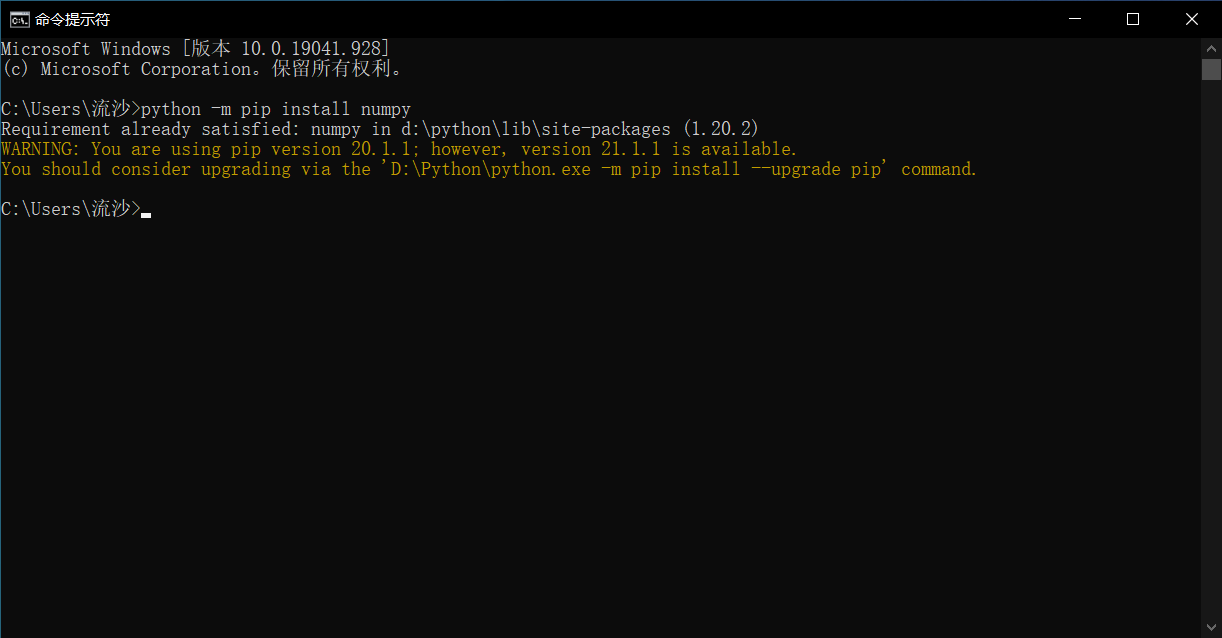 命令提示符
Microsoft Windows [版本 10.0.19041.928]
(c) Microsoft Corporation。保留所有权利。
C:\Users\流沙>python -m pip install numpy
Requirement already satisfied: numpy in d:\python\lib\site-packages (1.20.2)
WARNING: You are using pip version 20.1.1; however, version 21.1.1 is available.
You should consider upgrading via the 'D:\Python\python.exe -m pip install --upgrade pip' command.
C:\Users\流沙>